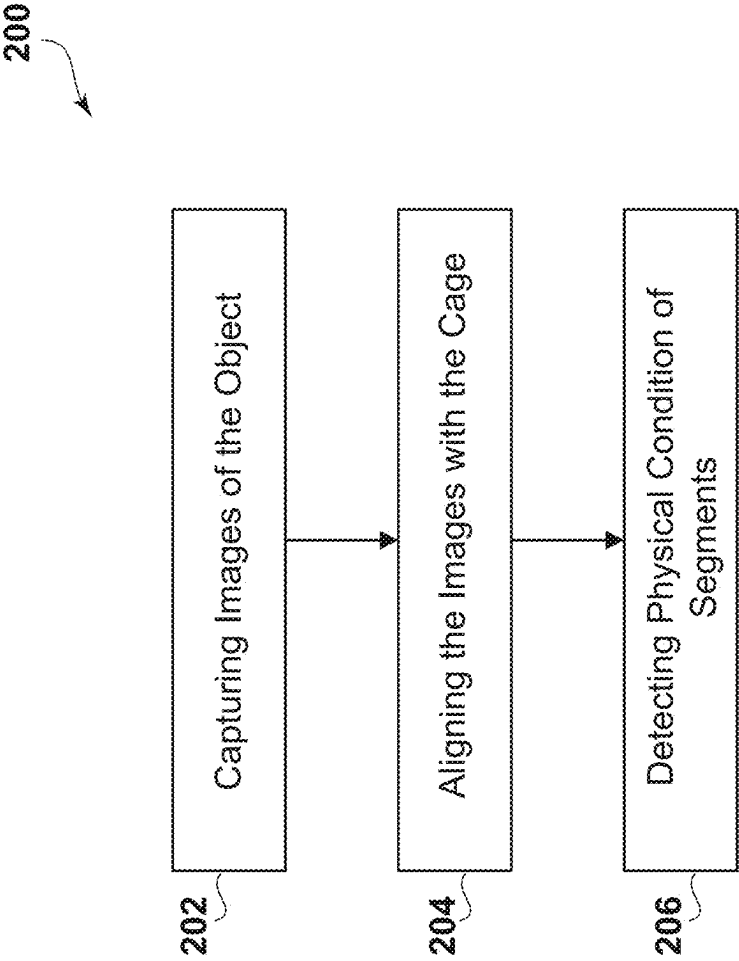 200
202
Capturing Images of the Object
204
Aligning the Images with the Cage
206
Detecting Physical Condition of
Segments